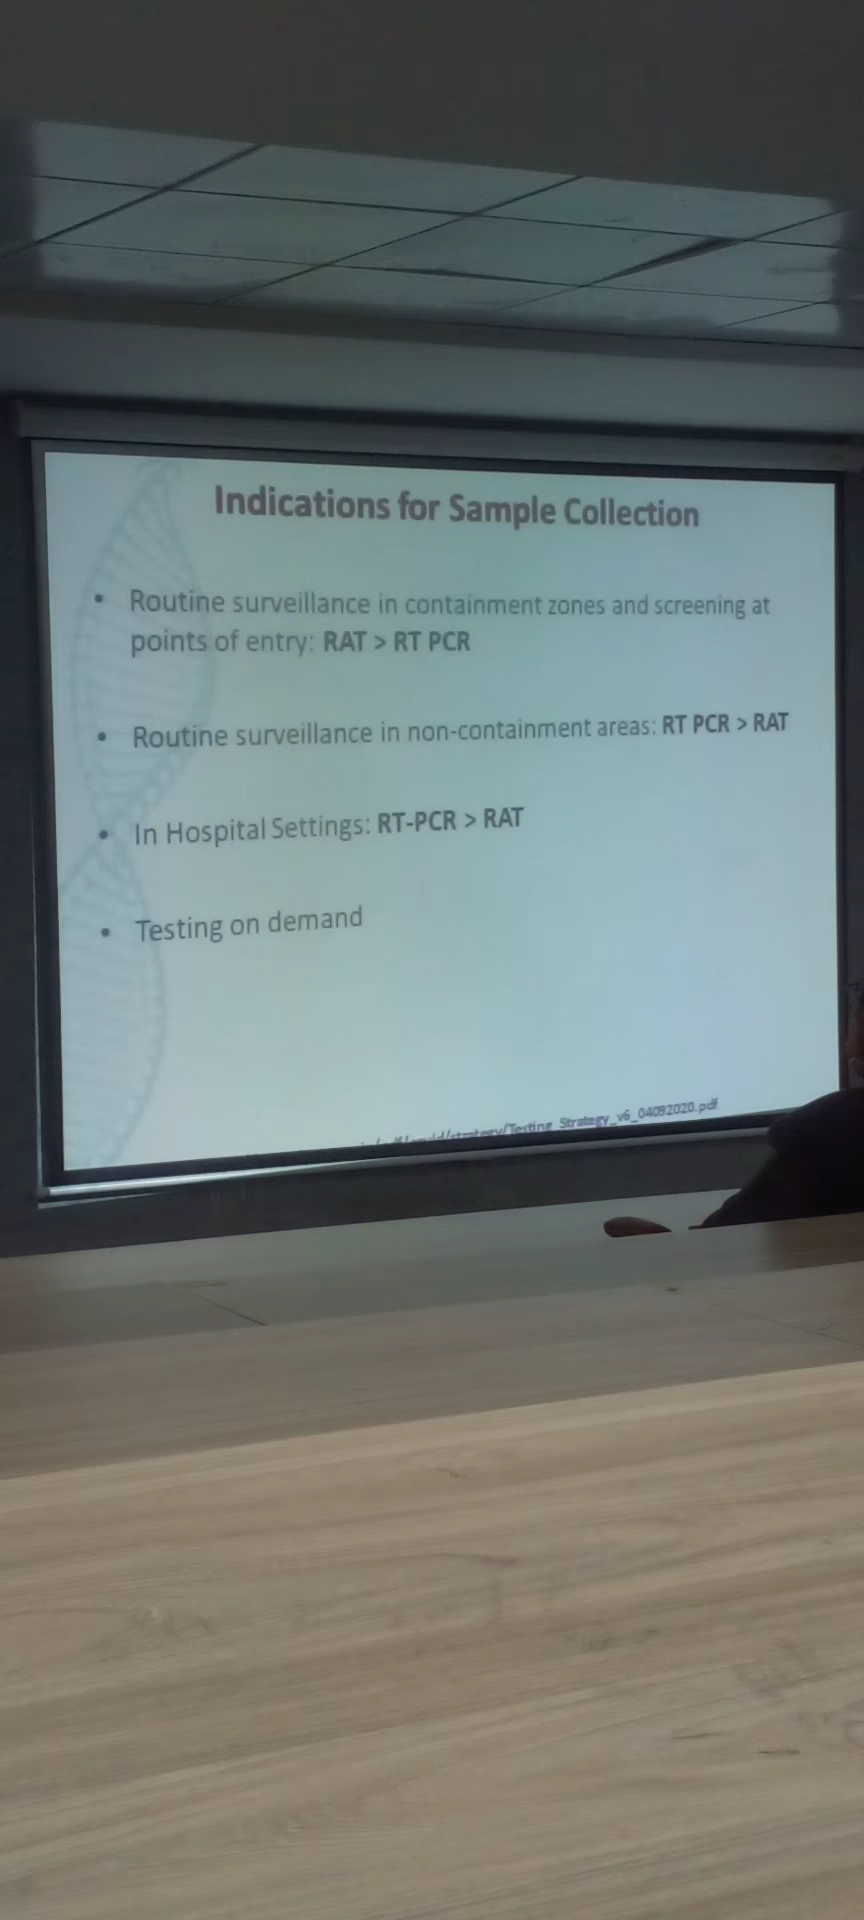 Indications for Sample Collection
• Routine surveillance in containment zones and screening at
points of entry: RAT > RT PCR
• Routine surveillance in non-containment areas: RT PCR > RAT
• In Hospital Settings: RT-PCR > RAT
• Testing on demand
/strategy/Testing_Strategy_v6_04092020.pdf